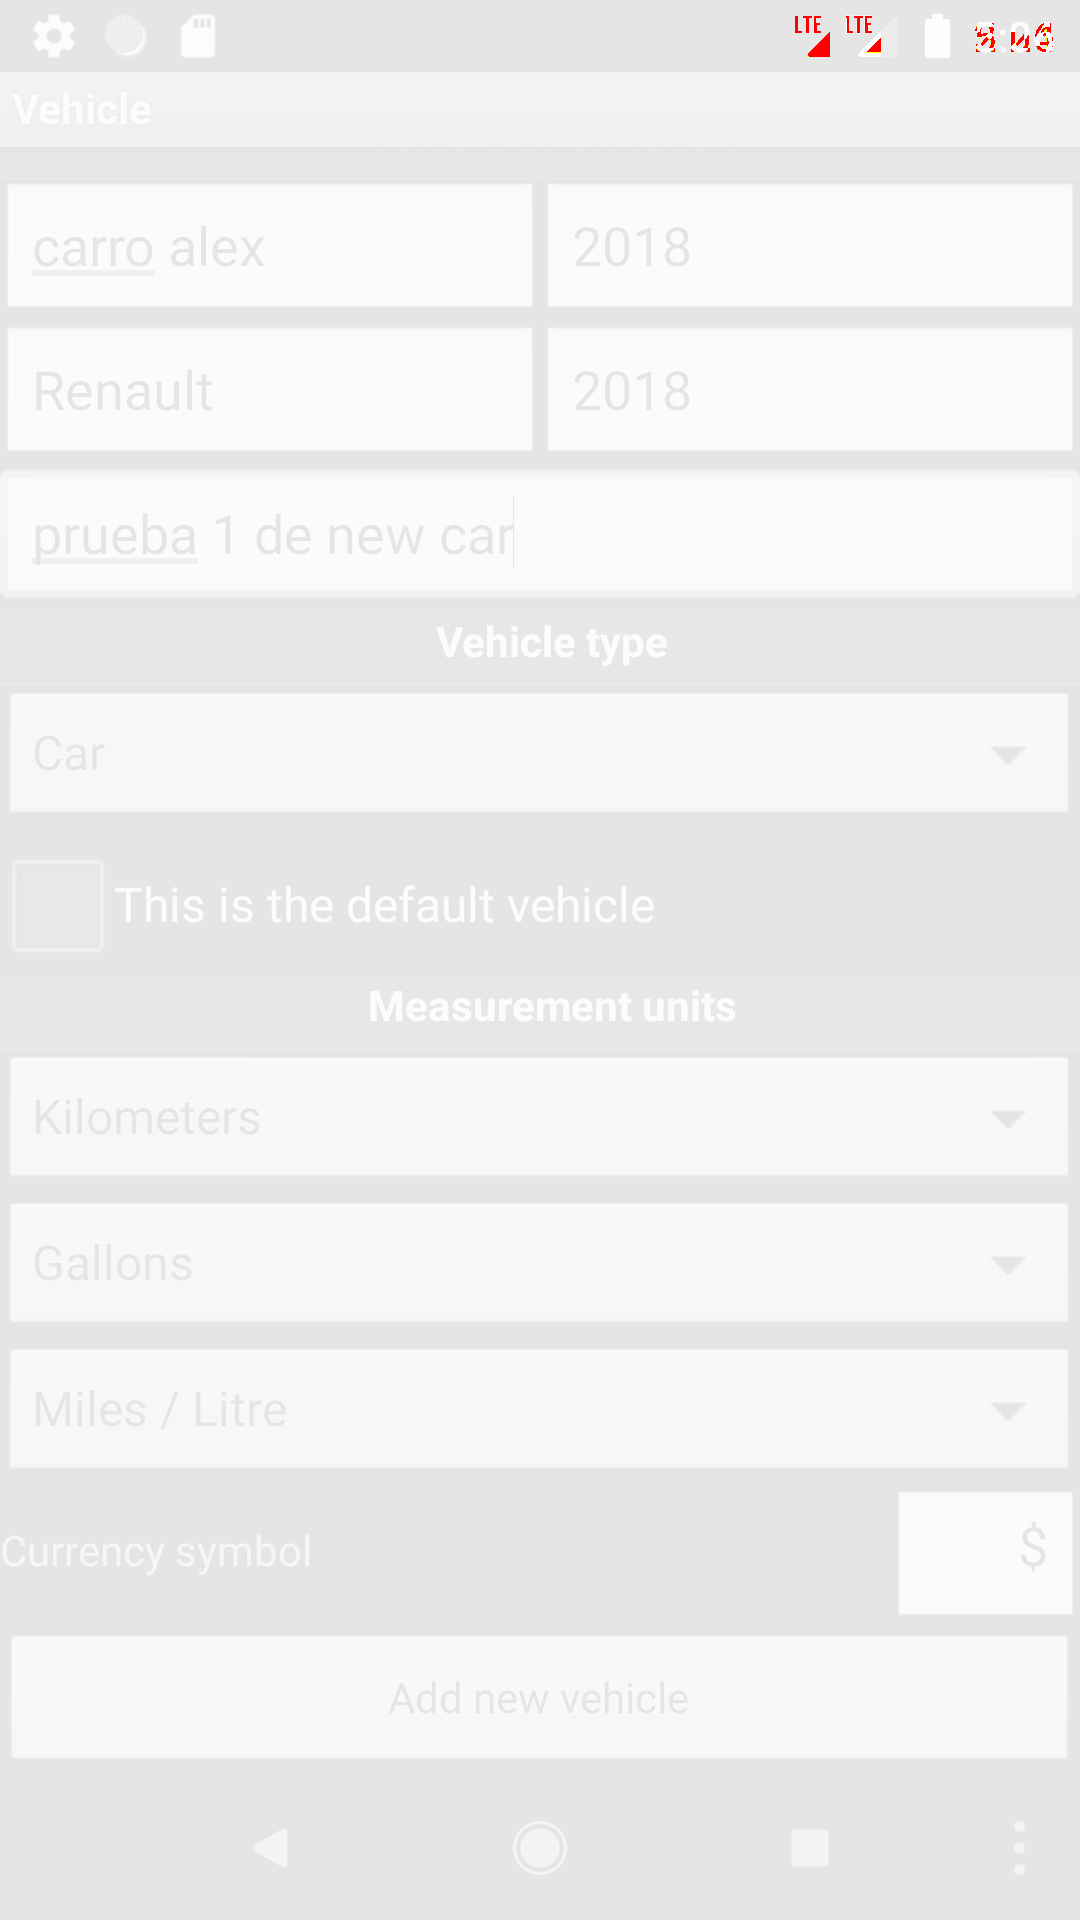 LTE LTE
Vehicle
carro alex
2018
Renault
2018
prueba 1 de new car
Vehicle type
Car
This is the default vehicle
Measurement units
Kilometers
Gallons
Miles / Litre
Currency symbol
$
Add new vehicle